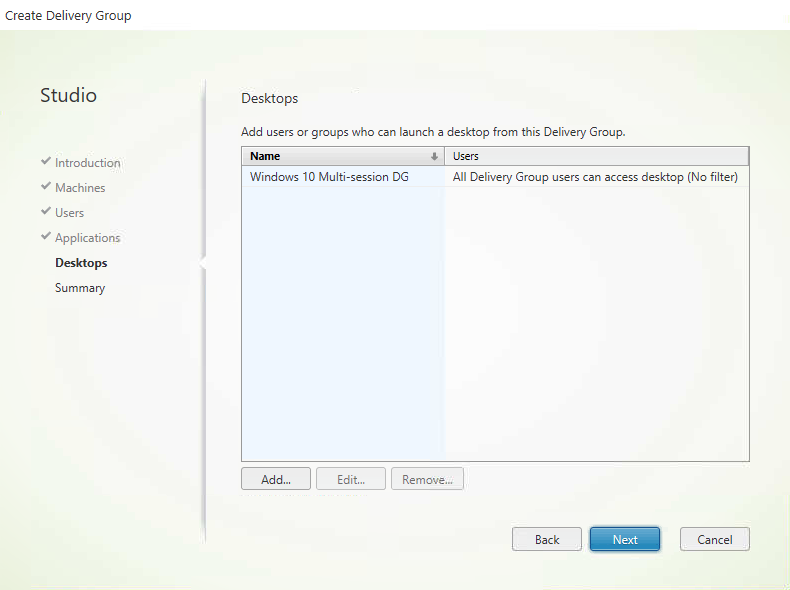 Create Delivery Group
Studio
Introduction
Machines
Users
Applications
Desktops
Summary
Desktops
Add users or groups who can launch a desktop from this Delivery Group.
Name Users
Windows 10 Multi-session DG All Delivery Group users can access desktop (No filter)
Add... Edit... Remove...
Back Next Cancel